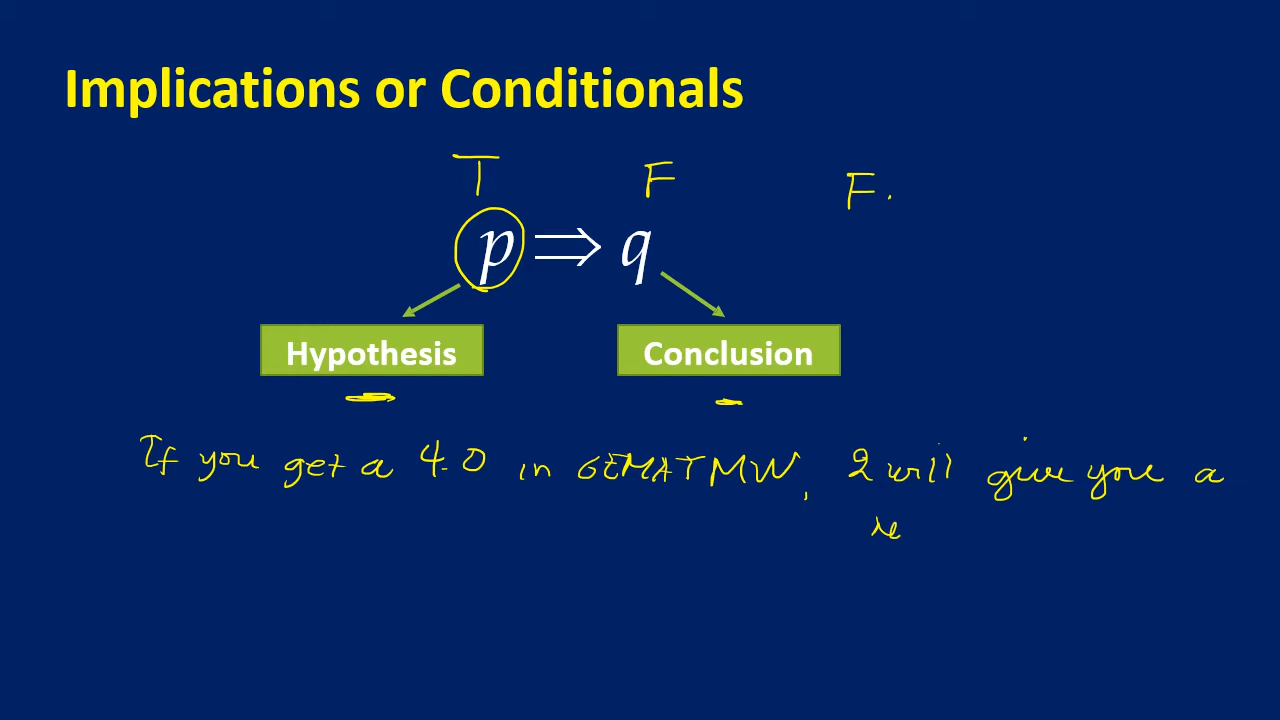 Implications or Conditionals
T F F.
p ⇒ q
Hypothesis Conclusion
If you get a 4.0 in GEMATMW, I will give you a